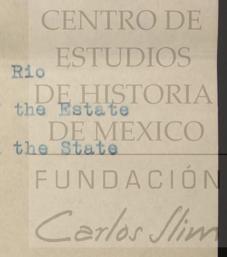 CENTRO DE
ESTUDIOS
Rio
DE HISTORIA
the Estate
DE MEXICO
the State
FUNDACIÓN
Carlos Slim